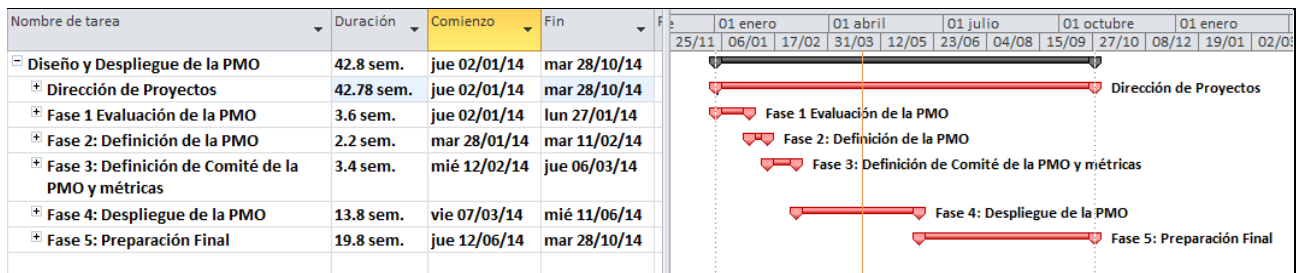 Nombre de tarea Duración Comienzo Fin
01 enero 01 abril 01 julio 01 octubre 01 enero
25/11 06/01 17/02 31/03 12/05 23/06 04/08 15/09 27/10 08/12 19/01
Diseño y Despliegue de la PMO 42.8 sem. jue 02/01/14 mar 28/10/14
Dirección de Proyectos 42.78 sem. jue 02/01/14 mar 28/10/14 Dirección de Proyectos
Fase 1 Evaluación de la PMO 3.6 sem. jue 02/01/14 lun 27/01/14 Fase 1 Evaluación de la PMO
Fase 2: Definición de la PMO 2.2 sem. mar 28/01/14 mar 11/02/14 Fase 2: Definición de la PMO
Fase 3: Definición de Comité de la 3.4 sem. mié 12/02/14 jue 06/03/14 Fase 3: Definición de Comité de la PMO y métricas
PMO y métricas
Fase 4: Despliegue de la PMO 13.8 sem. vie 07/03/14 mié 11/06/14 Fase 4: Despliegue de la PMO
Fase 5: Preparación Final 19.8 sem. jue 12/06/14 mar 28/10/14 Fase 5: Preparación Final